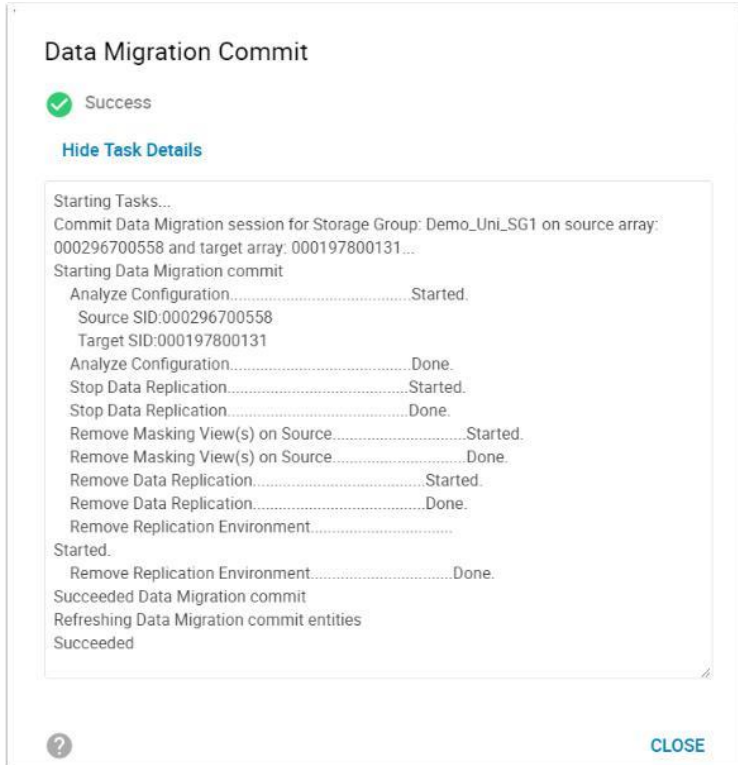 Data Migration Commit
Success
Hide Task Details
Starting Tasks...
Commit Data Migration session for Storage Group: Demo_Uni_SG1 on source array:
000296700558 and target array: 000197800131...
Starting Data Migration commit
Analyze Configuration..........................................Started.
Source SID:000296700558
Target SID:000197800131
Analyze Configuration..........................................Done.
Stop Data Replication..........................................Started.
Stop Data Replication..........................................Done.
Remove Masking View(s) on Source...............................Started.
Remove Masking View(s) on Source...............................Done.
Remove Data Replication........................................Started.
Remove Data Replication........................................Done.
Remove Replication Environment.................................
Started.
Remove Replication Environment.................................Done.
Succeeded Data Migration commit
Refreshing Data Migration commit entities
Succeeded
?
CLOSE